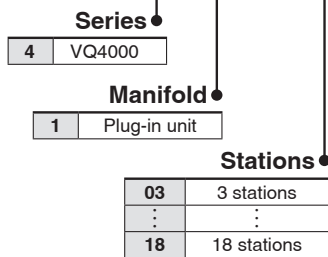 Series
4 VQ4000
Manifold
1 Plug-in unit
Stations
03 3 stations
⋮ ⋮
18 18 stations